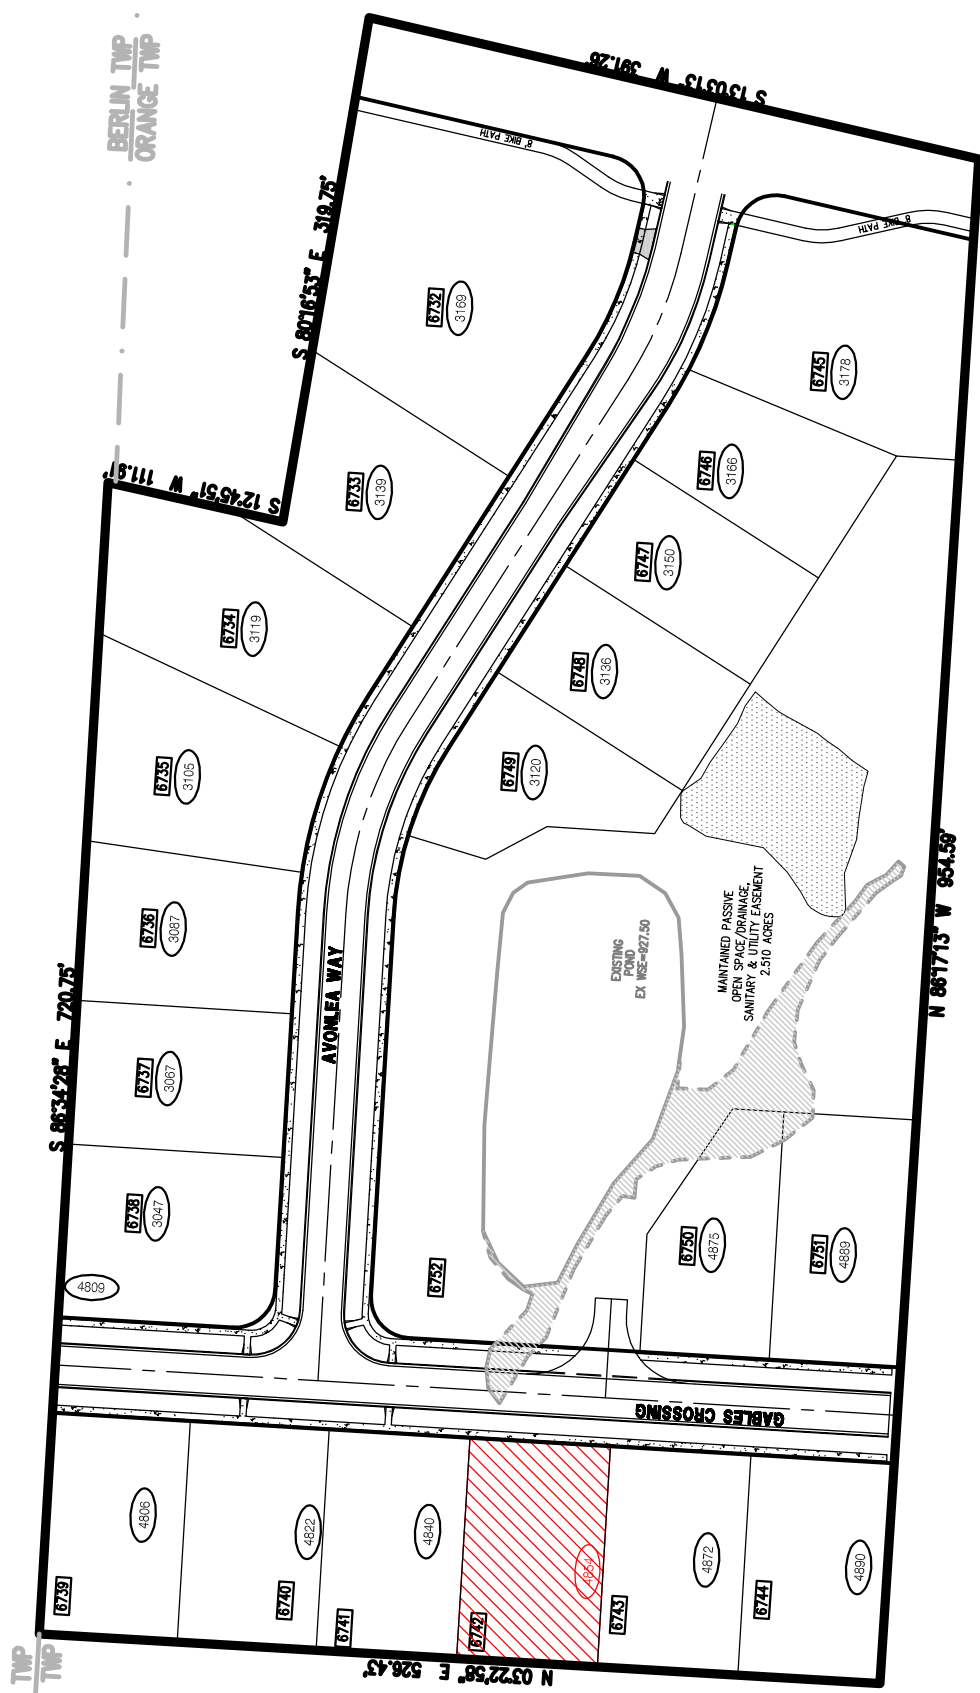 BERLIN TWP
ORANGE TWP
S 13°03'13" W 391.26'
8' BIKE PATH
8' BIKE PATH
S 80°16'53" E 319.75'
6732
3169
6745
3178
S 12°45'51" W 111.91'
6733
3139
6746
3166
6747
3150
6734
3119
6748
3136
6735
3105
6749
3120
6736
3087
S 86°34'28" E 720.75'
AVONLEA WAY
EXISTING
POND
EX WSE=927.50
MAINTAINED PASSIVE
OPEN SPACE/DRAINAGE,
SANITARY & UTILITY EASEMENT
2.510 ACRES
N 86°17'13" W 954.59'
6737
3067
6738
3047
4809
6752
6750
4875
6751
4889
GABLES CROSSING
6739
4806
6740
4822
6741
4840
6742
4854
6743
4872
6744
4890
N 03°22'58" E 526.43'
TWP
TWP